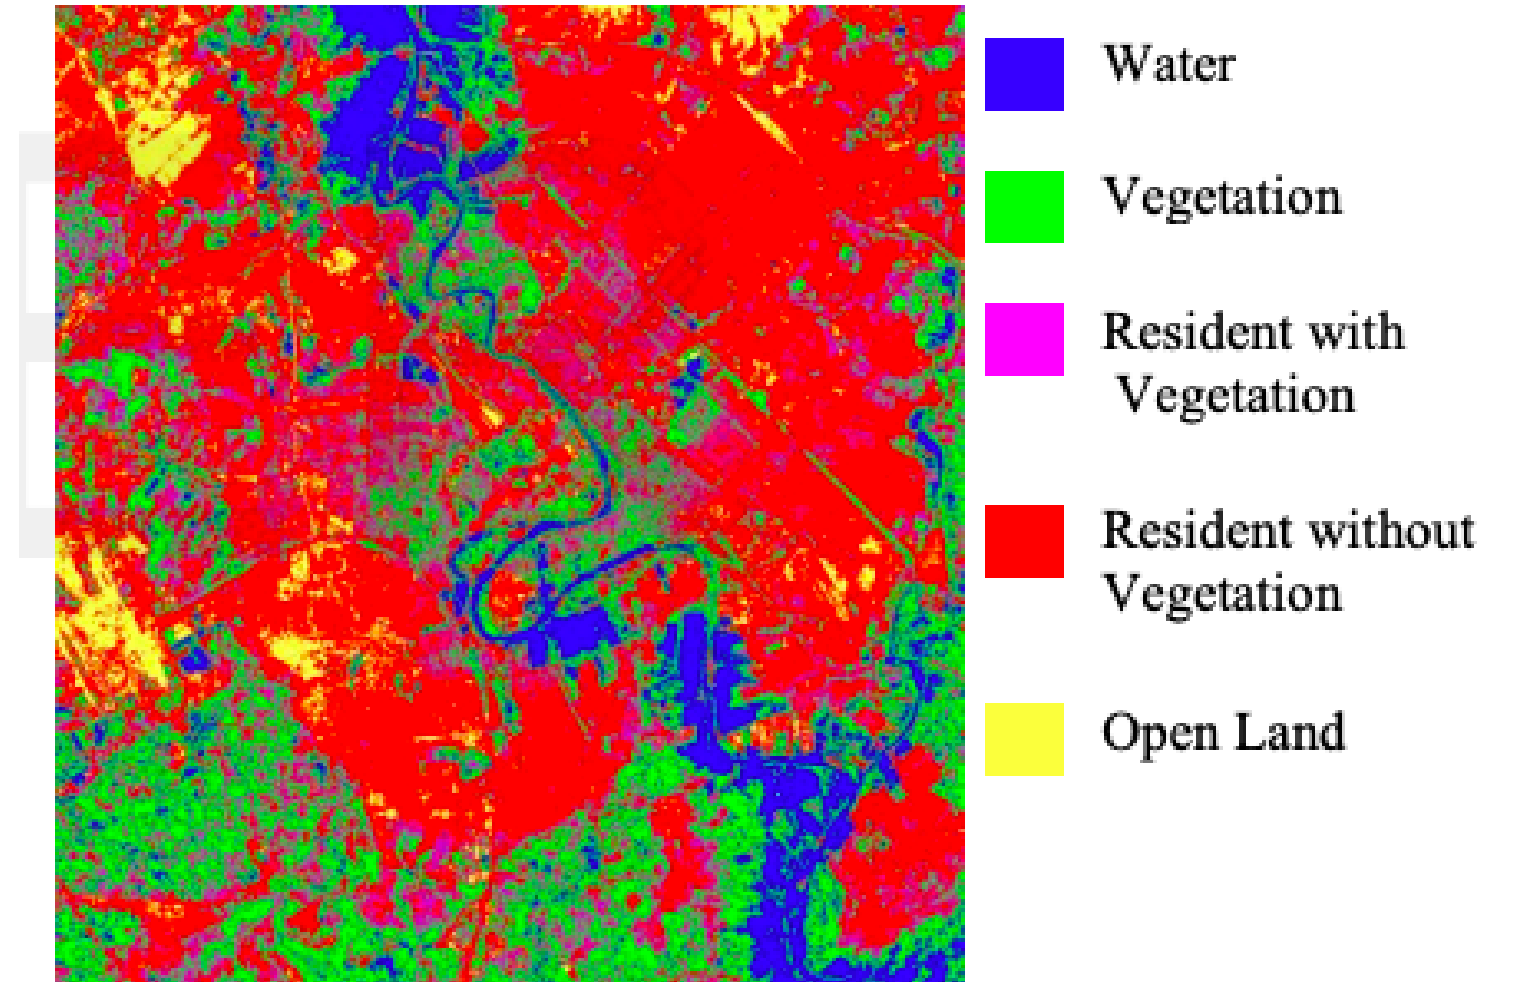 Water
Vegetation
Resident with
Vegetation
Resident without
Vegetation
Open Land